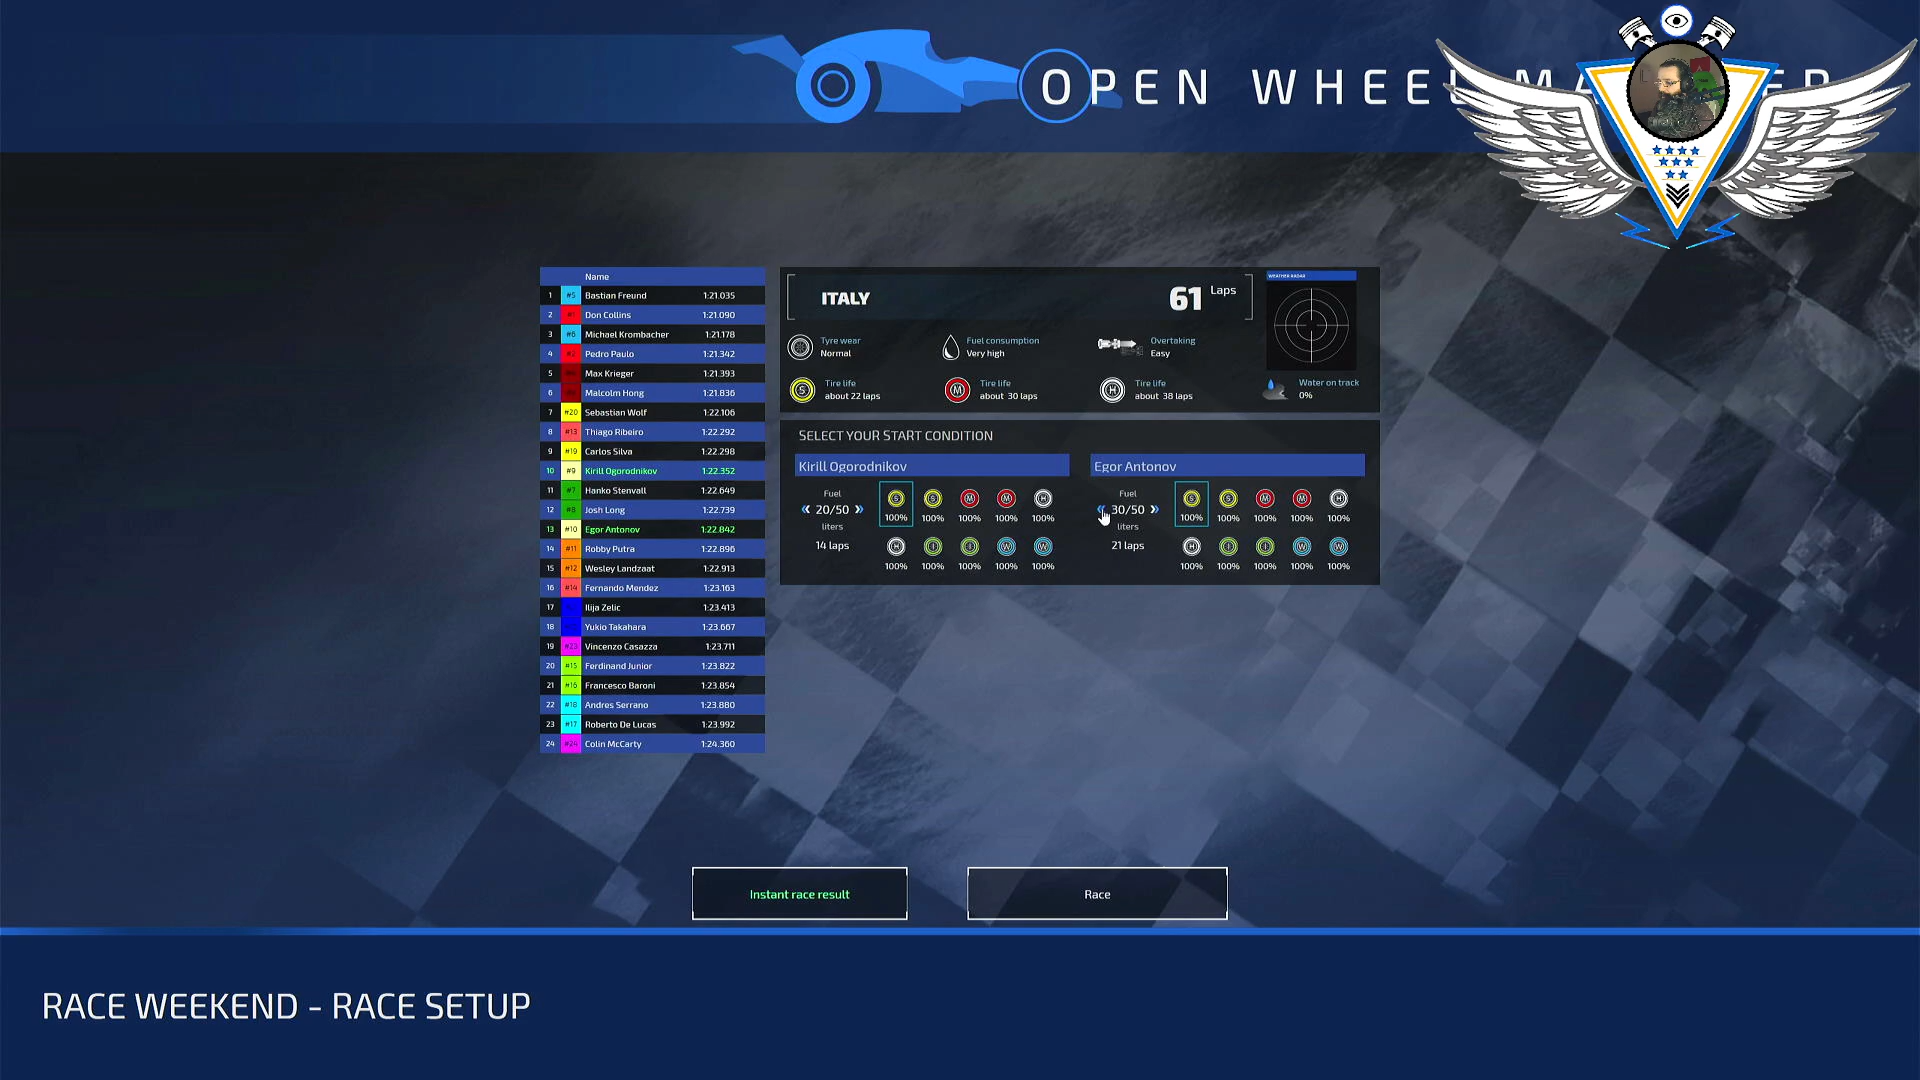 OPEN WHEEL MA ER
Name
1 #5 Bastian Freund 1:21.035
2 #1 Don Collins 1:21.090
3 #6 Michael Krombacher 1:21.178
4 #2 Pedro Paulo 1:21.342
5 Max Krieger 1:21.393
6 Malcolm Hong 1:21.836
7 #20 Sebastian Wolf 1:22.106
8 #13 Thiago Ribeiro 1:22.292
9 #19 Carlos Silva 1:22.298
10 #9 Kirill Ogorodnikov 1:22.352
11 #7 Hanko Stenvall 1:22.649
12 #8 Josh Long 1:22.739
13 #10 Egor Antonov 1:22.842
14 #11 Robby Putra 1:22.896
15 #12 Wesley Landzaat 1:22.913
16 #14 Fernando Mendez 1:23.163
17 Ilija Zelic 1:23.413
18 Yukio Takahara 1:23.667
19 #23 Vincenzo Casazza 1:23.711
20 #15 Ferdinand Junior 1:23.822
21 #16 Francesco Baroni 1:23.854
22 #18 Andres Serrano 1:23.880
23 #17 Roberto De Lucas 1:23.992
24 #24 Colin McCarty 1:24.360
ITALY 61 Laps
WEATHER RADAR
Tyre wear
Normal
Fuel consumption
Very high
Overtaking
Easy
S Tire life
about 22 laps
M Tire life
about 30 laps
H Tire life
about 38 laps
Water on track
0%
SELECT YOUR START CONDITION
Kirill Ogorodnikov
Fuel
« 20/50 »
liters
14 laps
S S M M H
100% 100% 100% 100% 100%
H I I W W
100% 100% 100% 100% 100%
Egor Antonov
Fuel
« 30/50 »
liters
21 laps
S S M M H
100% 100% 100% 100% 100%
H I I W W
100% 100% 100% 100% 100%
Instant race result
Race
RACE WEEKEND - RACE SETUP